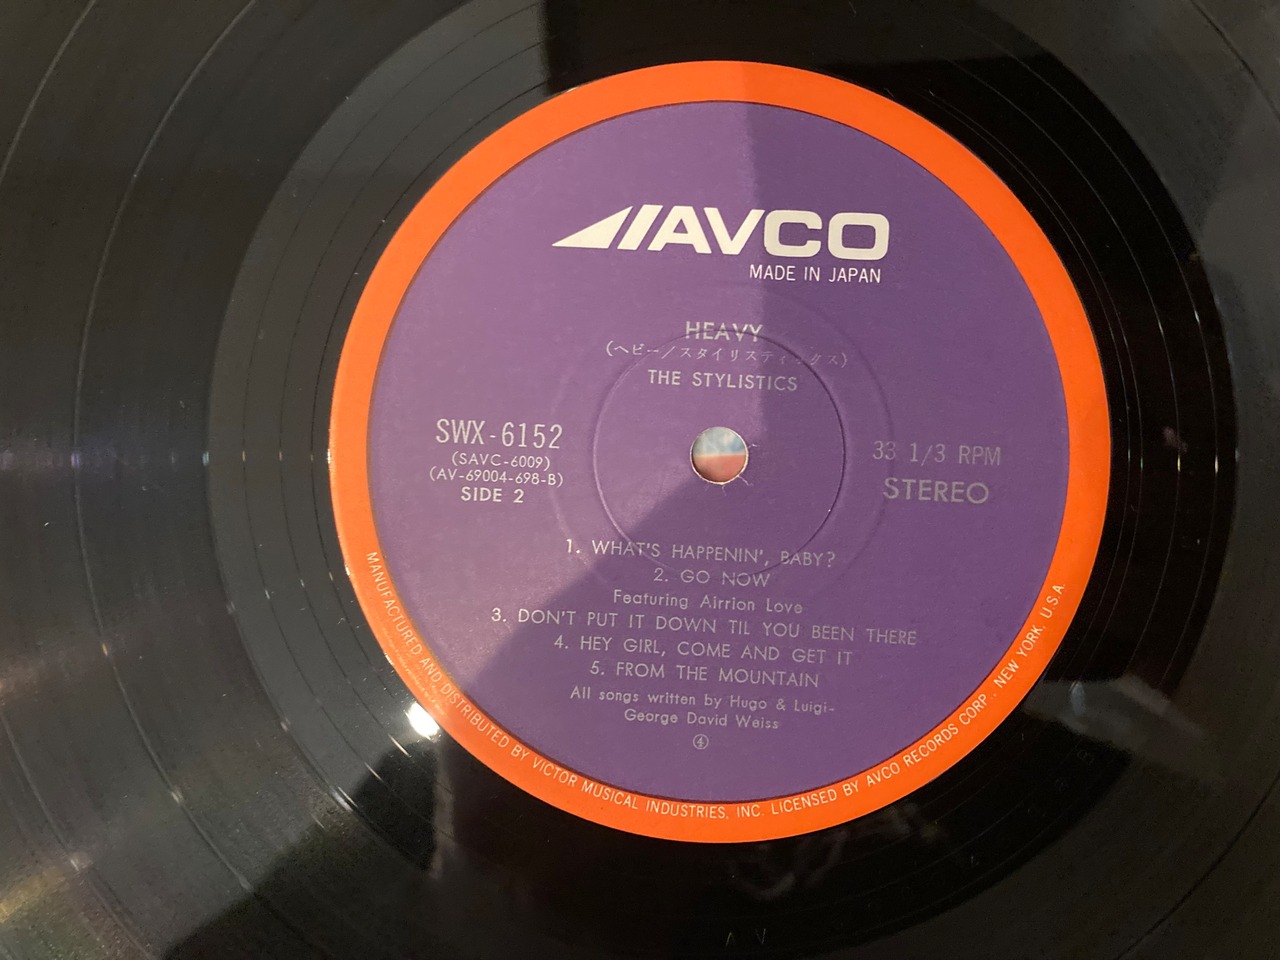 AVCO
MADE IN JAPAN
HEAVY
(ヘビー/スタイリスティックス)
THE STYLISTICS
SWX-6152
(SAVC-6009)
(AV-69004-698-B)
SIDE 2
33 1/3 RPM
STEREO
1. WHAT'S HAPPENIN', BABY?
2. GO NOW
Featuring Airrion Love
3. DON'T PUT IT DOWN TIL YOU BEEN THERE
4. HEY GIRL, COME AND GET IT
5. FROM THE MOUNTAIN
All songs written by Hugo & Luigi-
George David Weiss
④
MANUFACTURED AND DISTRIBUTED BY VICTOR MUSICAL INDUSTRIES, INC. LICENSED BY AVCO RECORDS CORP., NEW YORK, U.S.A.